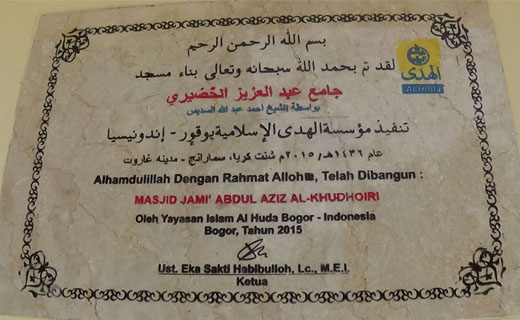 بسم الله الرحمن الرحيم
لقد تم بحمد الله سبحانه وتعالى بناء مسجد
جامع عبد العزيز الخضيري
بواسطة الشيخ أحمد عبد الله السديس
تنفيذ مؤسسة الهدى الإسلامية بوقور - إندونيسيا
عام ١٤٣٦هـ/٢٠١٥م سُنت كريا، سمارانج - مدينه غاروت
الهدى
AL HUDA
Alhamdulillah Dengan Rahmat Alloh, Telah Dibangun :
MASJID JAMI' ABDUL AZIZ AL-KHUDHOIRI
Oleh Yayasan Islam Al Huda Bogor - Indonesia
Bogor, Tahun 2015
Ust. Eka Sakti Habibulloh, Lc., M.E.I.
Ketua